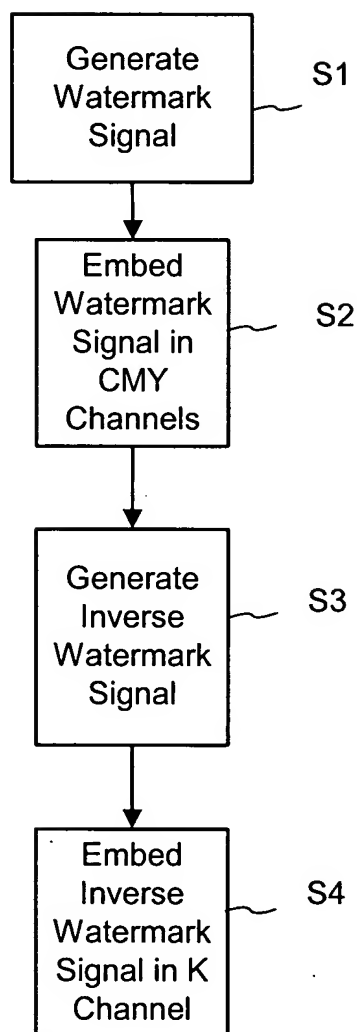 Generate
Watermark
Signal
S1
Embed
Watermark
Signal in
CMY
Channels
S2
Generate
Inverse
Watermark
Signal
S3
Embed
Inverse
Watermark
Signal in K
Channel
S4